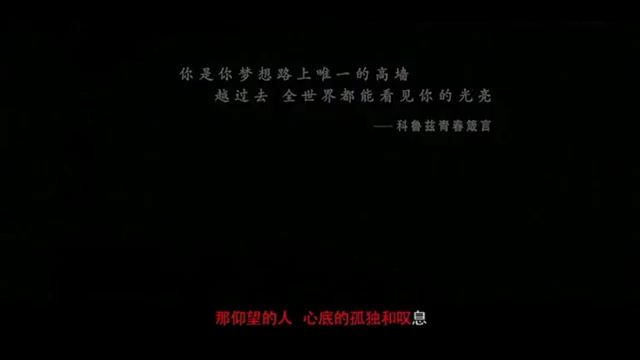 你是你梦想路上唯一的高墙
越过去 全世界都能看见你的光亮
——科鲁兹青春箴言
那仰望的人 心底的孤独和叹息